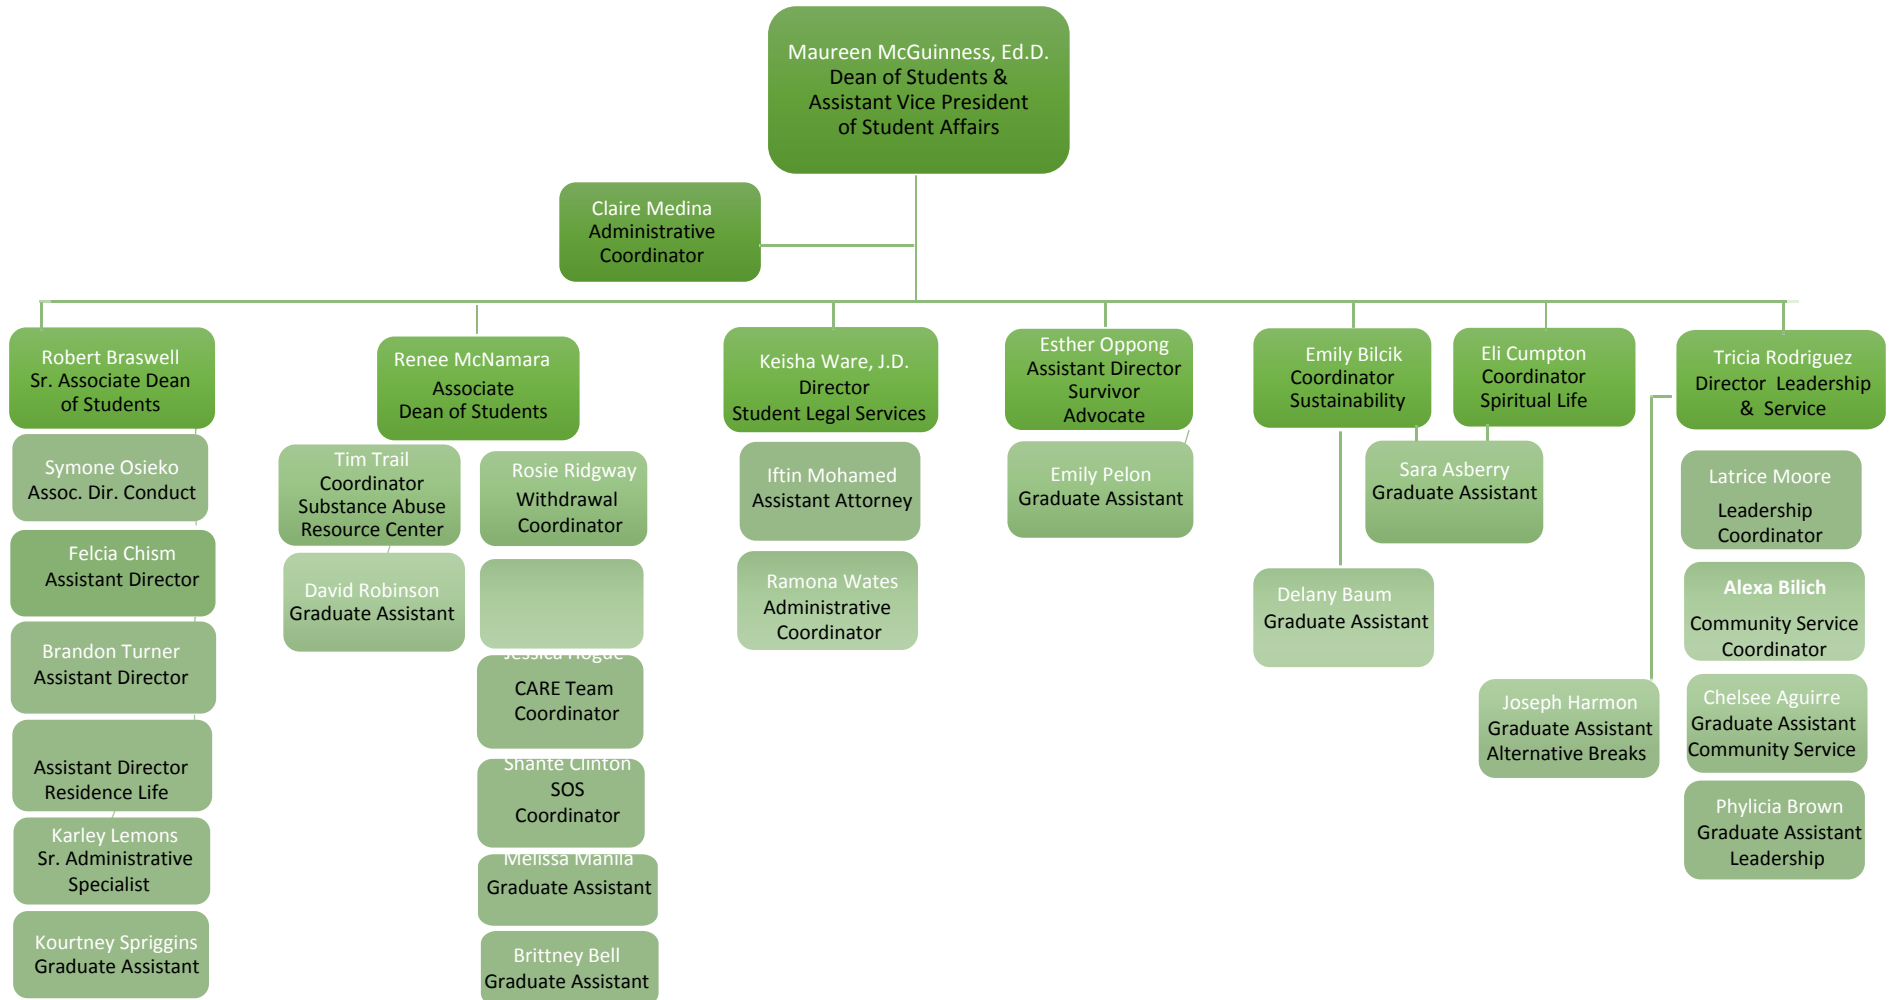 Maureen McGuinness, Ed.D.
Dean of Students &
Assistant Vice President
of Student Affairs
Claire Medina
Administrative
Coordinator
Robert Braswell
Sr. Associate Dean
of Students
Symone Osieko
Assoc. Dir. Conduct
Felcia Chism
Assistant Director
Brandon Turner
Assistant Director
Assistant Director
Residence Life
Karley Lemons
Sr. Administrative
Specialist
Kourtney Spriggins
Graduate Assistant
Renee McNamara
Associate
Dean of Students
Tim Trail
Coordinator
Substance Abuse
Resource Center
David Robinson
Graduate Assistant
Rosie Ridgway
Withdrawal
Coordinator
Jessica Hogue
CARE Team
Coordinator
Shante Clinton
SOS
Coordinator
Melissa Manila
Graduate Assistant
Brittney Bell
Graduate Assistant
Keisha Ware, J.D.
Director
Student Legal Services
Iftin Mohamed
Assistant Attorney
Ramona Wates
Administrative
Coordinator
Esther Oppong
Assistant Director
Survivor
Advocate
Emily Pelon
Graduate Assistant
Emily Bilcik
Coordinator
Sustainability
Delany Baum
Graduate Assistant
Eli Cumpton
Coordinator
Spiritual Life
Sara Asberry
Graduate Assistant
Tricia Rodriguez
Director Leadership
& Service
Joseph Harmon
Graduate Assistant
Alternative Breaks
Latrice Moore
Leadership
Coordinator
Alexa Bilich
Community Service
Coordinator
Chelsee Aguirre
Graduate Assistant
Community Service
Phylicia Brown
Graduate Assistant
Leadership